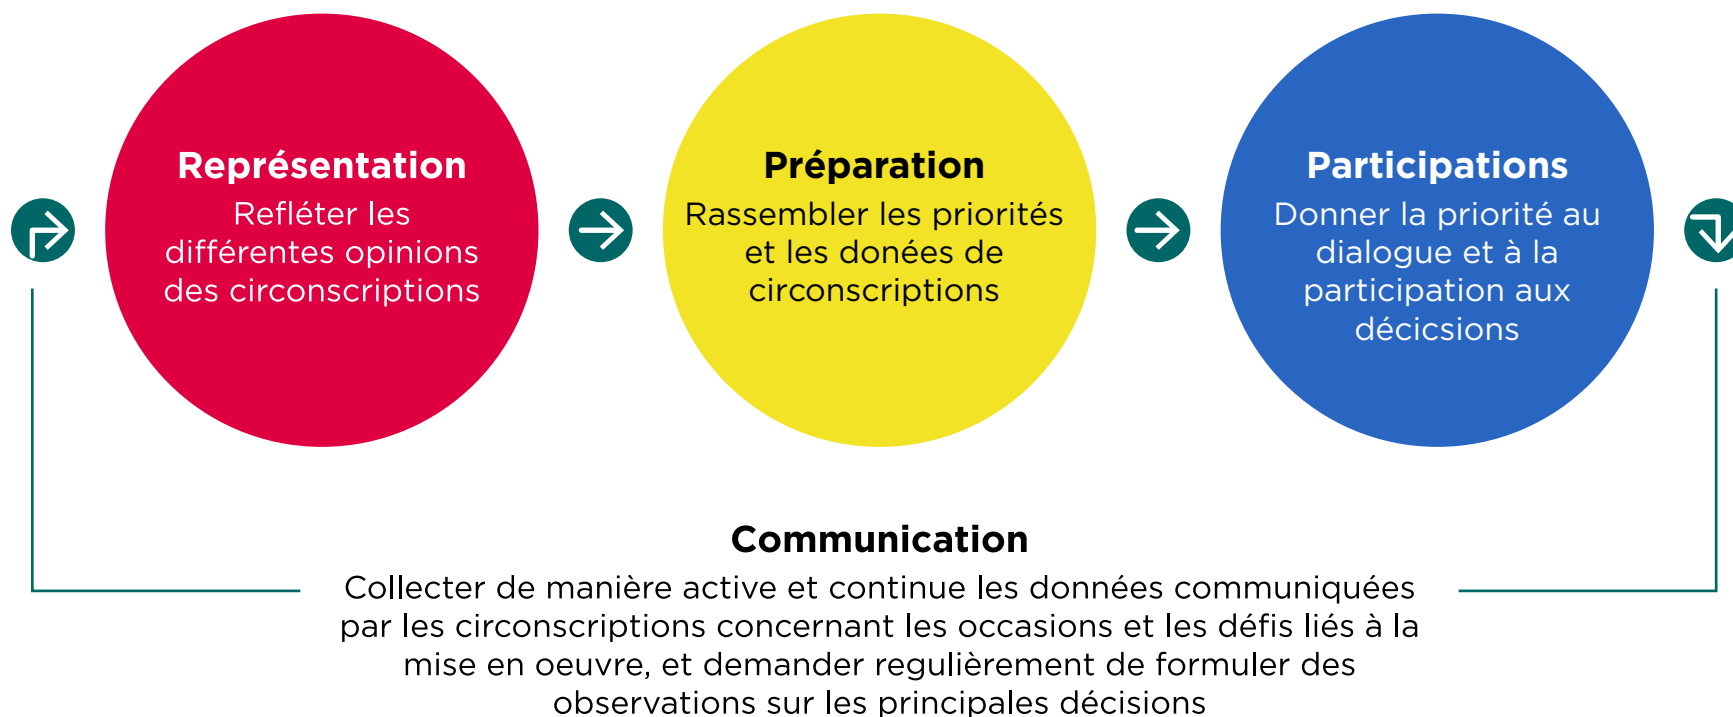 Représentation
Refléter les
différentes opinions
des circonscriptions
Préparation
Rassembler les priorités
et les donées de
circonscriptions
Participations
Donner la priorité au
dialogue et à la
participation aux
décicsions
Communication
Collecter de manière active et continue les données communiquées
par les circonscriptions concernant les occasions et les défis liés à la
mise en oeuvre, et demander regulièrement de formuler des
observations sur les principales décisions